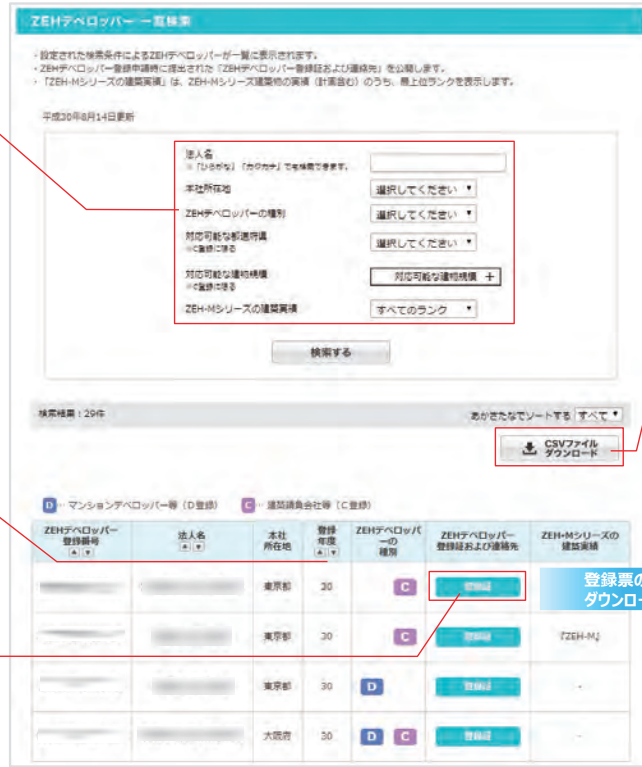 ZEHデベロッパー 一覧検索
・設定された検索条件によるZEHデベロッパーが一覧に表示されます。
・ZEHデベロッパー登録申請時に提出された「ZEHデベロッパー登録証および連絡先」を公開します。
・「ZEH-Mシリーズの建築実績」は、ZEH-Mシリーズ建築物の実績（計画含む）のうち、最上位ランクを表示します。
平成30年8月14日更新
法人名
※「ひらがな」「カタカナ」でも検索できます。
本社所在地
選択してください
ZEHデベロッパーの種別
選択してください
対応可能な都道府県
※C登録に限る
選択してください
対応可能な建物規模
※C登録に限る
対応可能な建物規模 +
ZEH-Mシリーズの建築実績
すべてのランク
検索する
検索結果：29件
あかさたなでソートする すべて
CSVファイル
ダウンロード
D … マンションデベロッパー等（D登録） C … 建築請負会社等（C登録）
ZEHデベロッパー
登録番号
▲ ▼
法人名
▲ ▼
本社
所在地
登録
年度
▲ ▼
ZEHデベロッパ
ーの
種別
ZEHデベロッパー
登録証および連絡先
ZEH-Mシリーズの
建築実績
東京都 30 C 登録証
登録票の
ダウンロー
東京都 30 C 登録証 『ZEH-M』
東京都 30 D 登録証 -
大阪府 30 D C 登録証 -